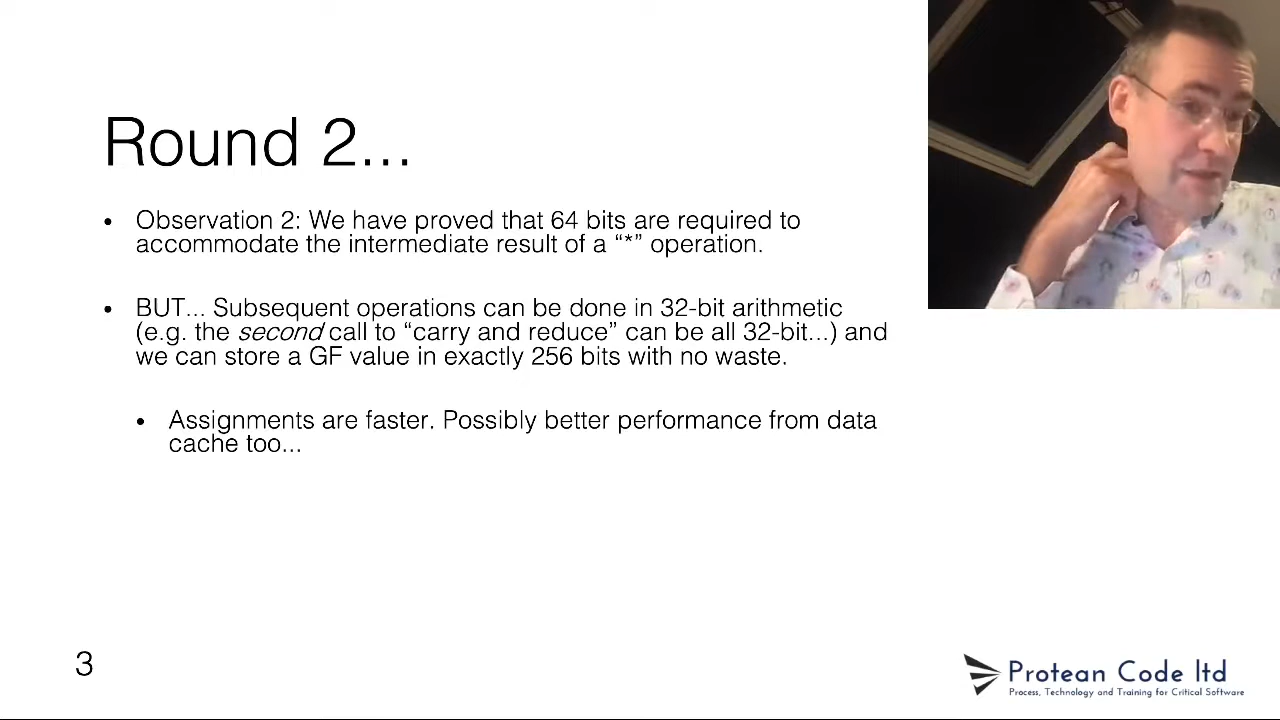 Round 2...
• Observation 2: We have proved that 64 bits are required to
accommodate the intermediate result of a “*” operation.
• BUT... Subsequent operations can be done in 32-bit arithmetic
(e.g. the second call to “carry and reduce” can be all 32-bit...) and
we can store a GF value in exactly 256 bits with no waste.
• Assignments are faster. Possibly better performance from data
cache too...
3
Protean Code ltd
Process, Technology and Training for Critical Software